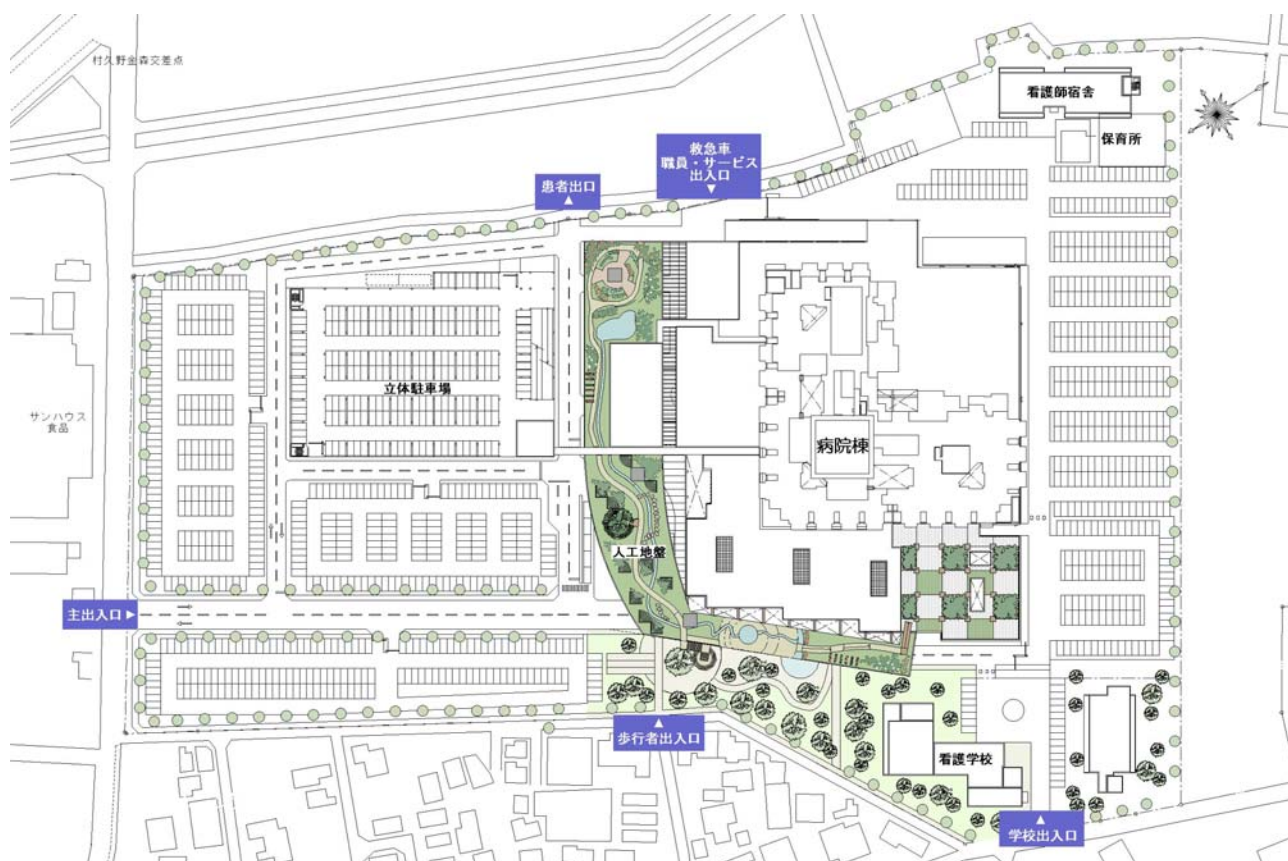 村久野金森交差点
看護師宿舎
保育所
救急車
職員・サービス
出入口
▼
患者出口
▲
立体駐車場
サンハウス
食品
病院棟
人工地盤
主出入口▶
▲
歩行者出入口
看護学校
▲
学校出入口